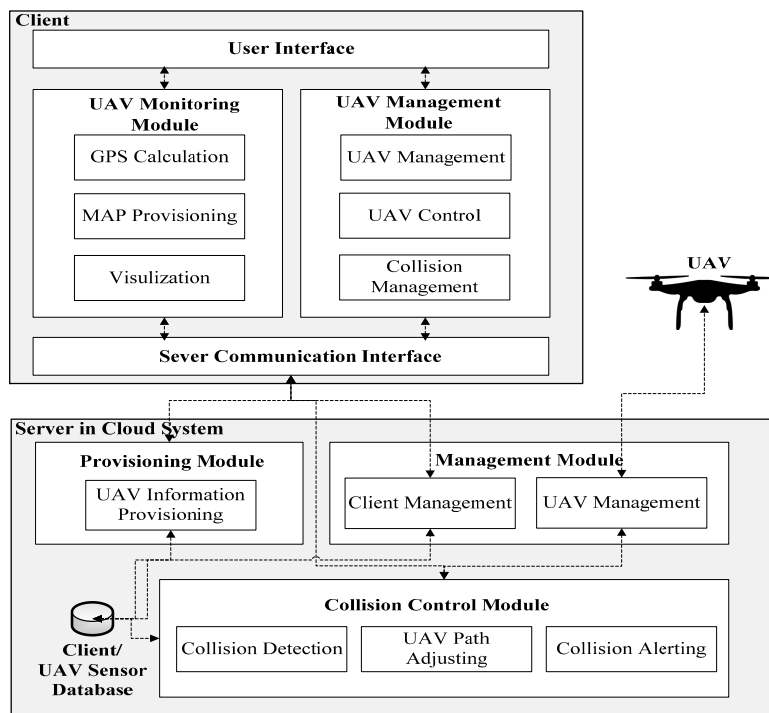 Client
User Interface
UAV Monitoring
Module
GPS Calculation
MAP Provisioning
Visulization
UAV Management
Module
UAV Management
UAV Control
Collision
Management
Sever Communication Interface
UAV
Server in Cloud System
Provisioning Module
UAV Information
Provisioning
Management Module
Client Management
UAV Management
Client/
UAV Sensor
Database
Collision Control Module
Collision Detection
UAV Path
Adjusting
Collision Alerting